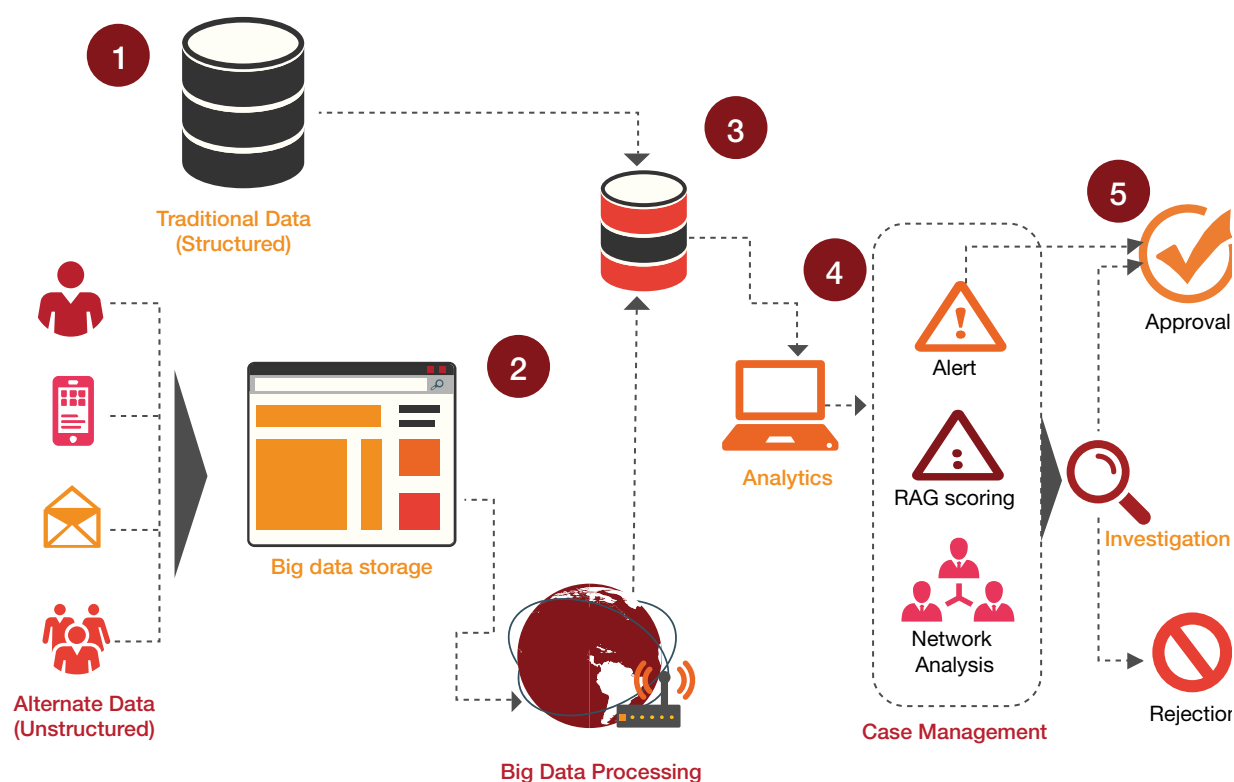 1
Traditional Data
(Structured)
2
Big data storage
Alternate Data
(Unstructured)
Big Data Processing
3
Analytics
4
Alert
RAG scoring
Network
Analysis
Case Management
5
Approval
Investigation
Rejection